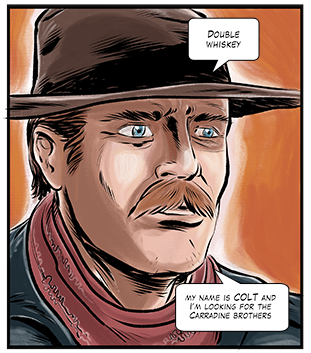 Double
whiskey
my name is COLT and
I'm looking for the
Carradine brothers